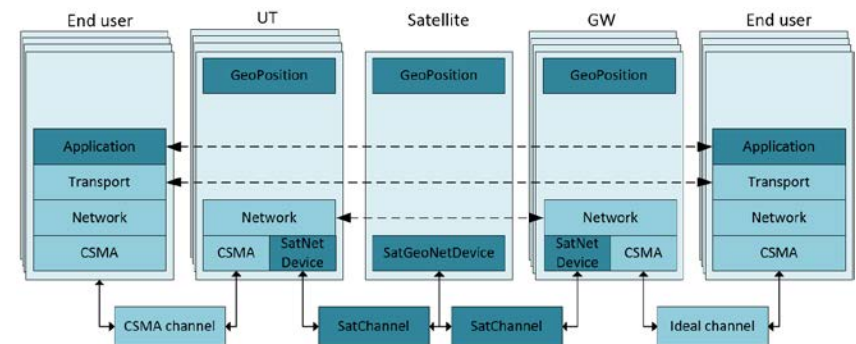 End user
UT
Satellite
GW
End user
GeoPosition
GeoPosition
GeoPosition
Application
Application
Transport
Transport
Network
Network
Network
Network
CSMA
CSMA
SatNet
Device
SatGeoNetDevice
SatNet
Device
CSMA
CSMA
CSMA channel
SatChannel
SatChannel
Ideal channel